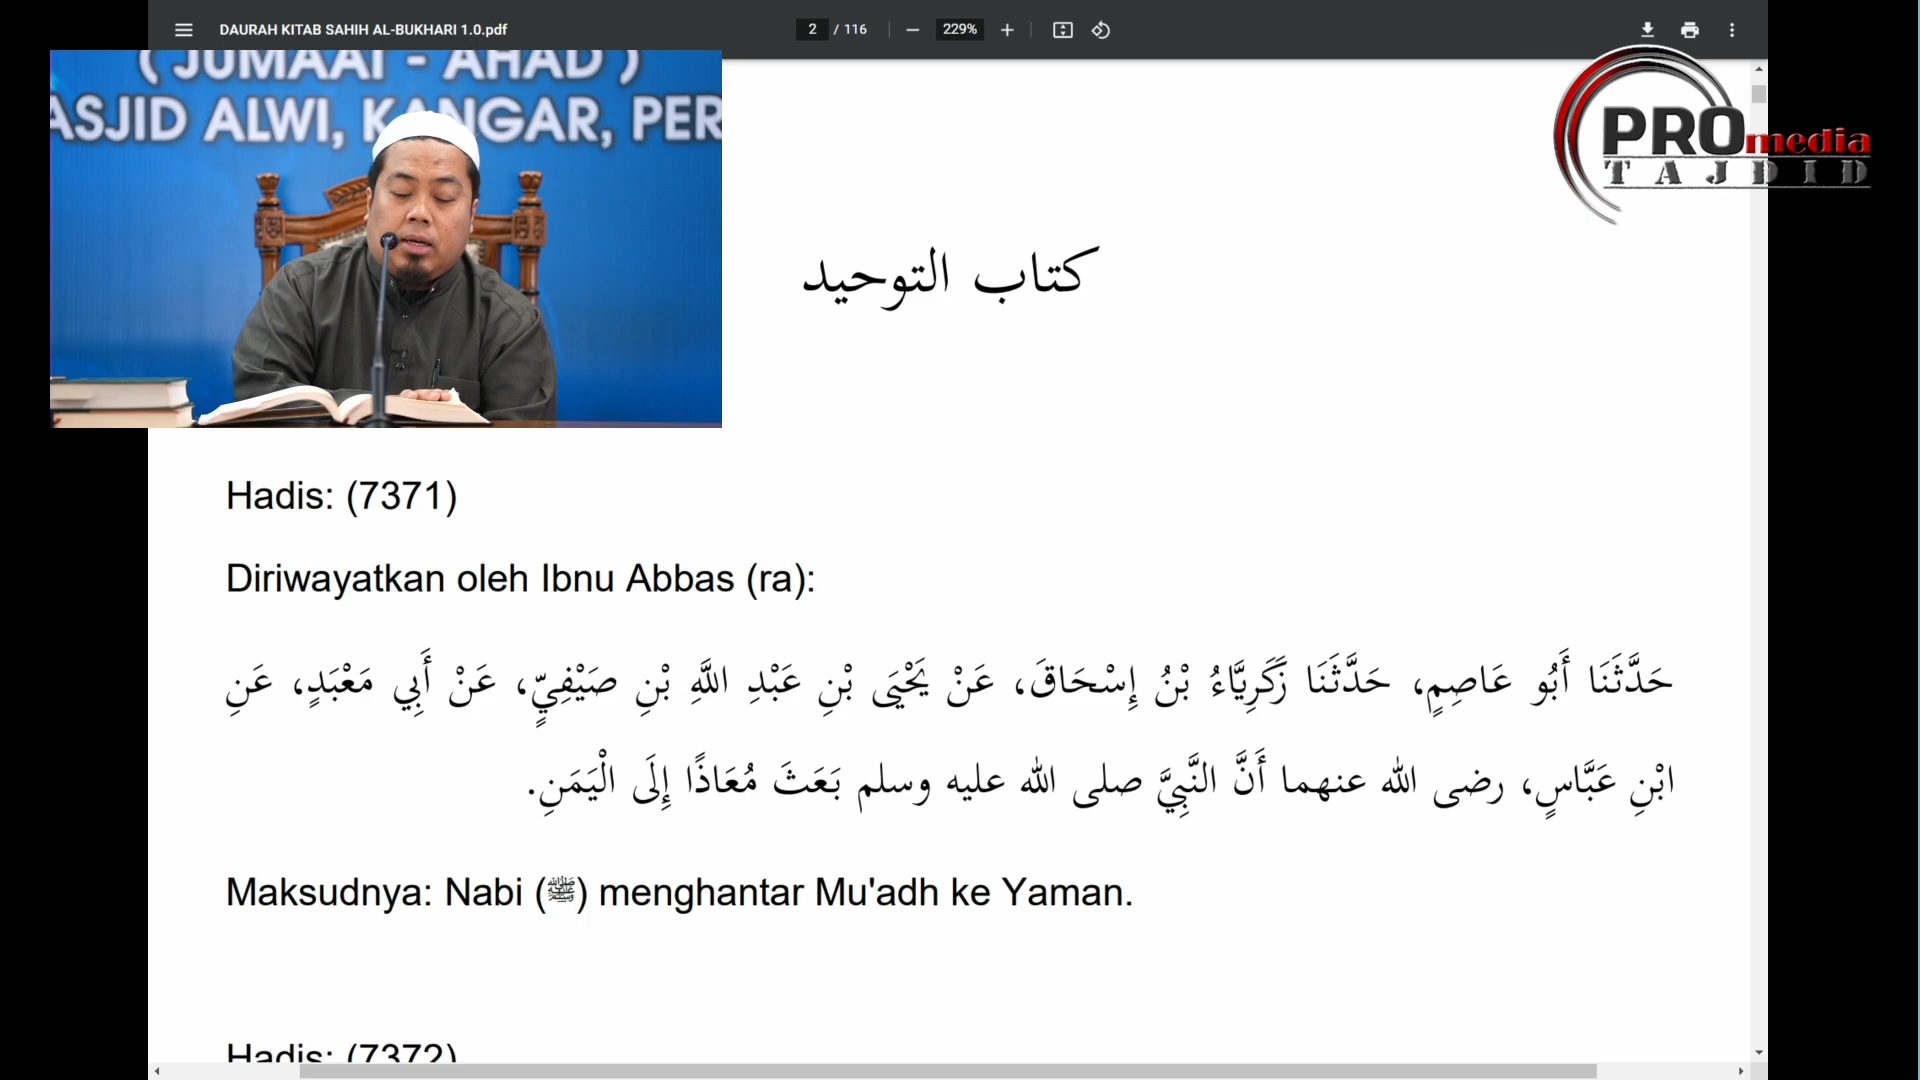 DAURAH KITAB SAHIH AL-BUKHARI 1.0.pdf
2 / 116
229%
( JUMAAT - AHAD )
ASJID ALWI, KANGAR, PER
PROmedia
TAJDID
كتاب التوحيد
Hadis: (7371)
Diriwayatkan oleh Ibnu Abbas (ra):
حَدَّثَنَا أَبُو عَاصِمٍ، حَدَّثَنَا زَكَرِيَّاءُ بْنُ إِسْحَاقَ، عَنْ يَحْيَى بْنِ عَبْدِ اللَّهِ بْنِ صَيْفِيٍّ، عَنْ أَبِي مَعْبَدٍ، عَنِ
ابْنِ عَبَّاسٍ، رضى الله عنهما أَنَّ النَّبِيَّ صلى الله عليه وسلم بَعَثَ مُعَاذًا إِلَى الْيَمَنِ.
Maksudnya: Nabi (ﷺ) menghantar Mu'adh ke Yaman.
Hadis: (7372)